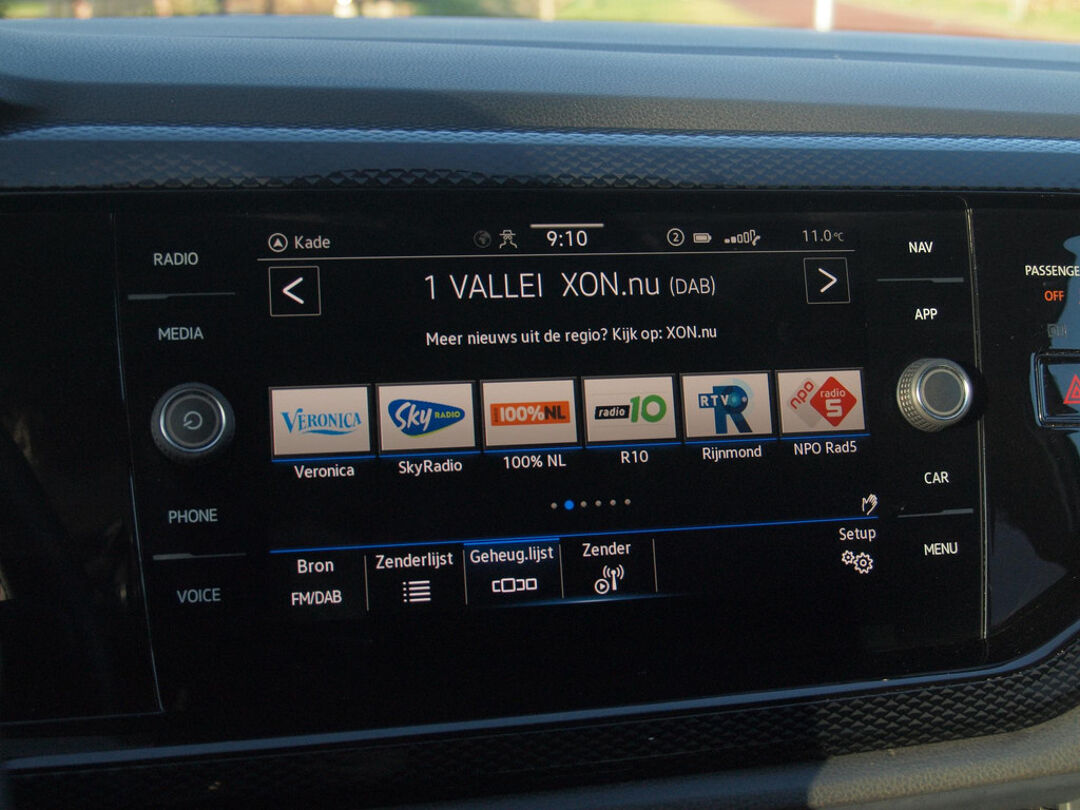 Kade
9:10
2
11.0°C
< 1 VALLEI XON.nu (DAB) >
Meer nieuws uit de regio? Kijk op: XON.nu
VERONICA
SKY RADIO
100%NL
radio 10
RTV R
npo radio 5
Veronica
SkyRadio
100% NL
R10
Rijnmond
NPO Rad5
Bron
FM/DAB
Zenderlijst
Geheug.lijst
Zender
Setup
RADIO
MEDIA
PHONE
VOICE
NAV
APP
CAR
MENU
PASSENGE
OFF